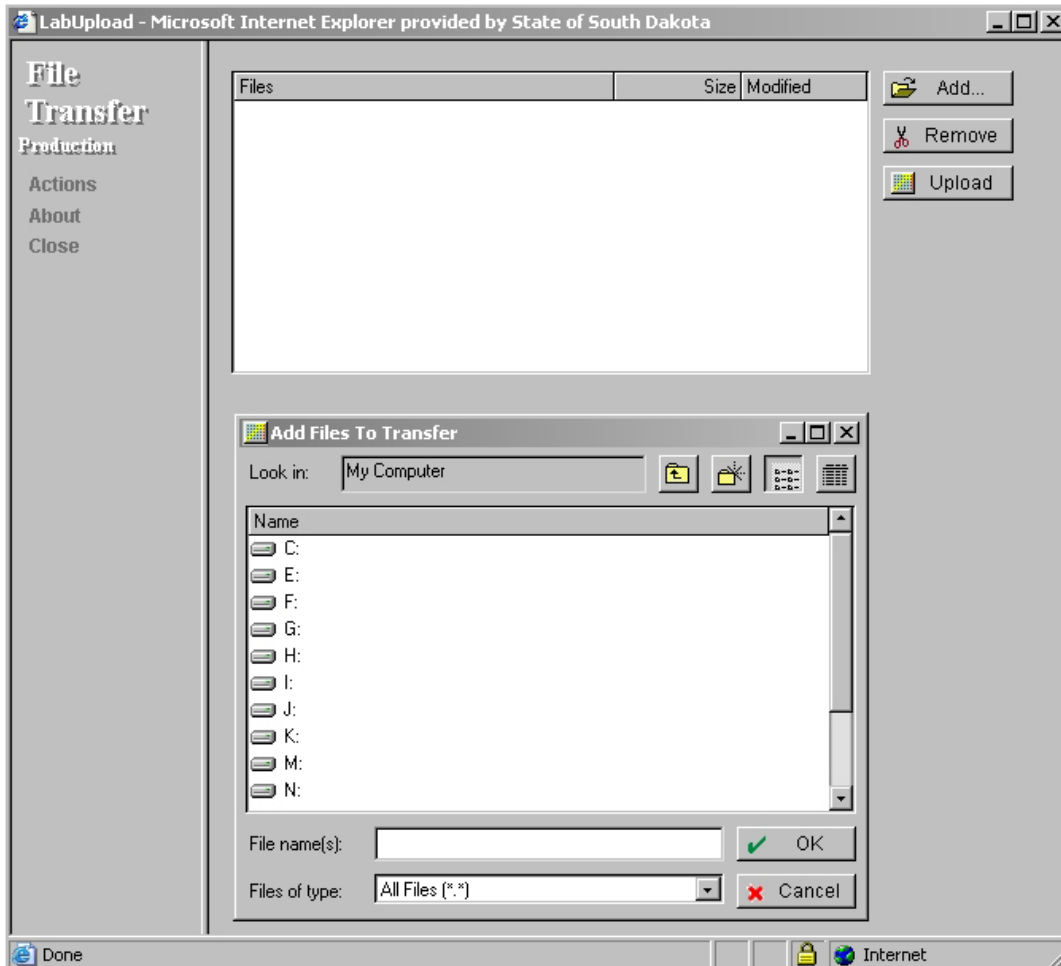 LabUpload - Microsoft Internet Explorer provided by State of South Dakota
File
Transfer
Production
Actions
About
Close
Files Size Modified
Add...
Remove
Upload
Add Files To Transfer
Look in: My Computer
Name
C:
E:
F:
G:
H:
I:
J:
K:
M:
N:
File name(s): OK
Files of type: All Files (*.*) Cancel
Done Internet